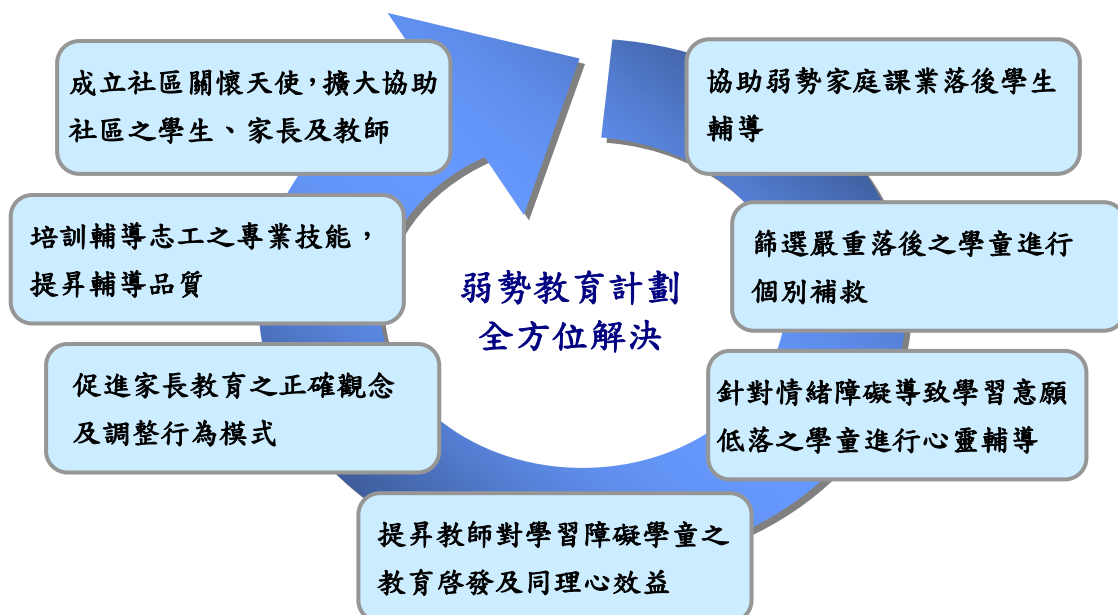 弱勢教育計劃
全方位解決
協助弱勢家庭課業落後學生
輔導
篩選嚴重落後之學童進行
個別補救
針對情緒障礙導致學習意願
低落之學童進行心靈輔導
提昇教師對學習障礙學童之
教育啓發及同理心效益
促進家長教育之正確觀念
及調整行為模式
培訓輔導志工之專業技能，
提昇輔導品質
成立社區關懷天使，擴大協助
社區之學生、家長及教師